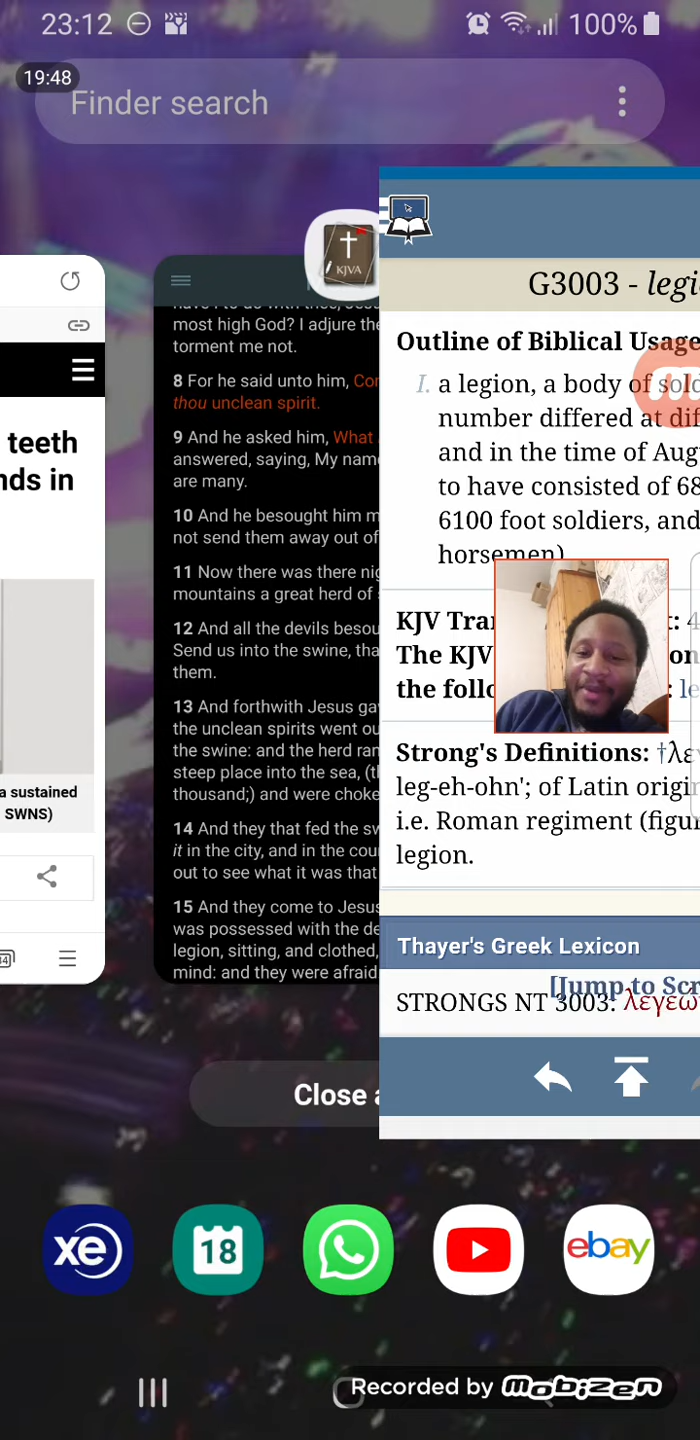 23:12
100%
19:48
Finder search
KJVA
teeth
nds in
a sustained
SWNS)
most high God? I adjure the
torment me not.
8 For he said unto him,
thou unclean spirit.
9 And he asked him, What
answered, saying, My nam
are many.
10 And he besought him m
not send them away out of
11 Now there was there nig
mountains a great herd of
12 And all the devils besou
Send us into the swine, tha
them.
13 And forthwith Jesus ga
the unclean spirits went ou
the swine: and the herd ran
steep place into the sea, (t
thousand;) and were choke
14 And they that fed the sw
it in the city, and in the cou
out to see what it was that
15 And they come to Jesus
was possessed with the de
legion, sitting, and clothed,
mind: and they were afraid
G3003 - legi
Outline of Biblical Usage
I. a legion, a body of sold
number differed at dif
and in the time of Aug
to have consisted of 68
6100 foot soldiers, and
horsemen)
KJV Tran t: 4
The KJV on
the follo : le
Strong's Definitions: †λε
leg-eh-ohn'; of Latin origin
i.e. Roman regiment (figur
legion.
Thayer's Greek Lexicon
[Jump to Scr
STRONGS NT 3003: λεγεω
Close a
xe
18
ebay
Recorded by mobizen